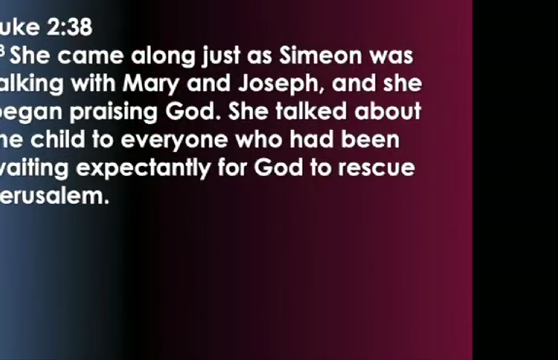 uke 2:38
8 She came along just as Simeon was
alking with Mary and Joseph, and she
egan praising God. She talked about
he child to everyone who had been
vaiting expectantly for God to rescue
erusalem.